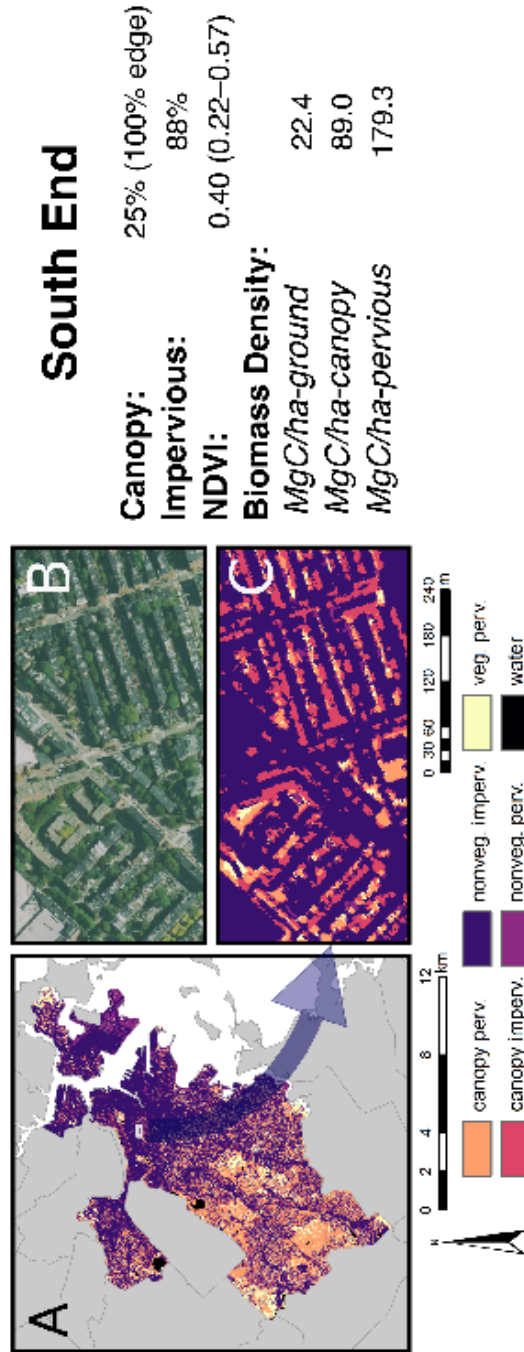 A
B
C
South End
Canopy: 25% (100% edge)
Impervious: 88%
NDVI: 0.40 (0.22–0.57)
Biomass Density:
MgC/ha-ground 22.4
MgC/ha-canopy 89.0
MgC/ha-pervious 179.3
N
0 2 4 8 12 km
0 30 60 120 180 240 m
canopy perv. nonveg. imperv. veg. perv.
canopy imperv. nonveg. perv. water